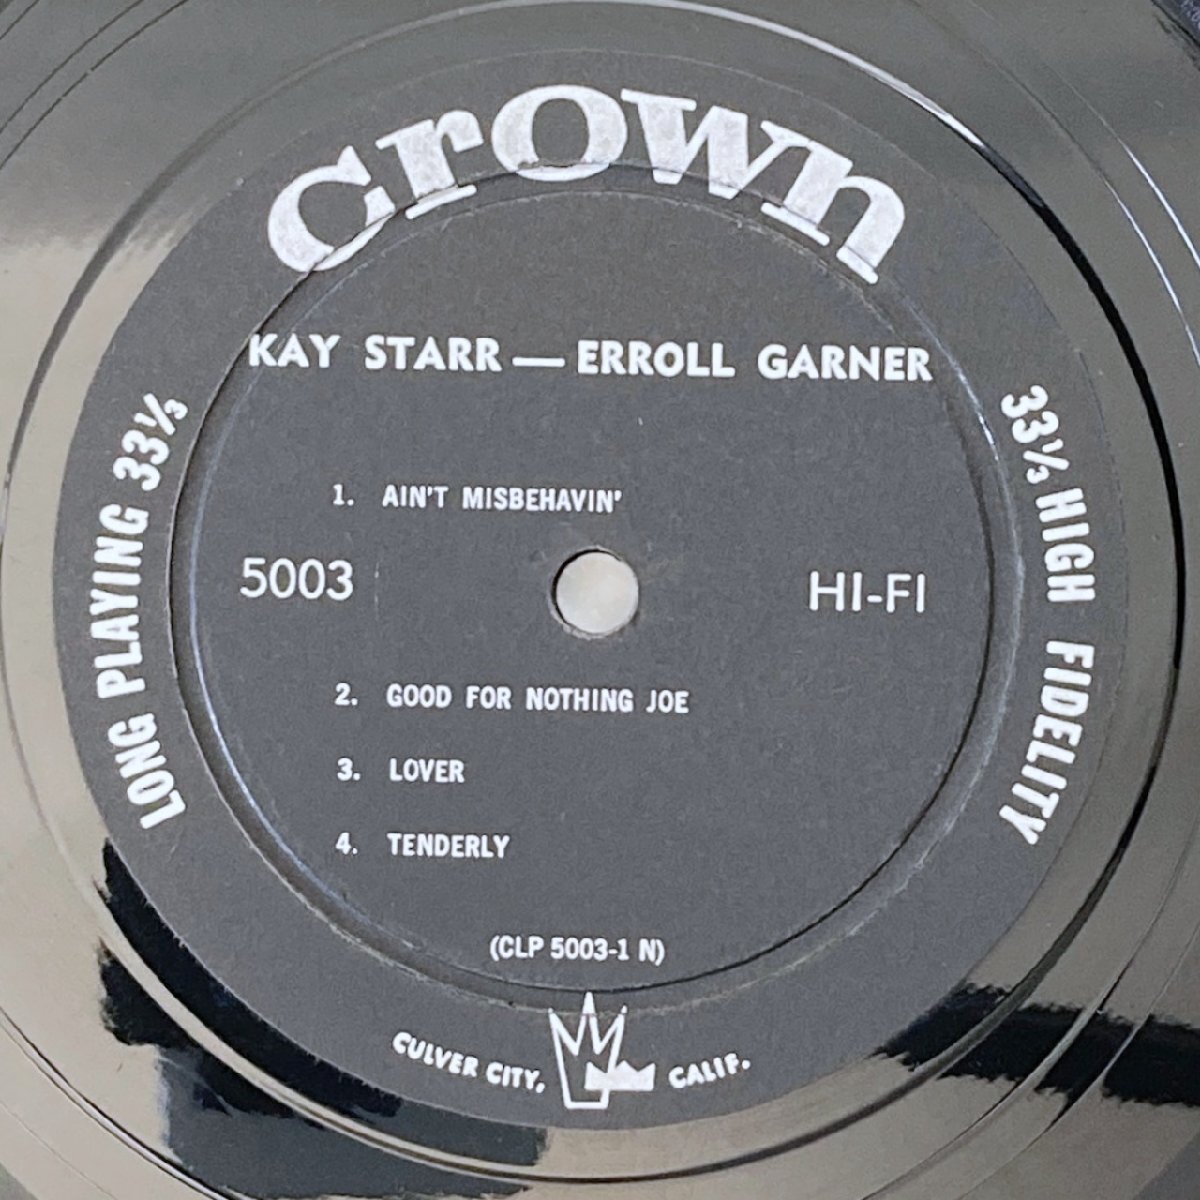 crown
KAY STARR — ERROLL GARNER
LONG PLAYING 33⅓
33⅓ HIGH FIDELITY
1. AIN'T MISBEHAVIN'
5003
HI-FI
2. GOOD FOR NOTHING JOE
3. LOVER
4. TENDERLY
(CLP 5003-1 N)
CULVER CITY, CALIF.